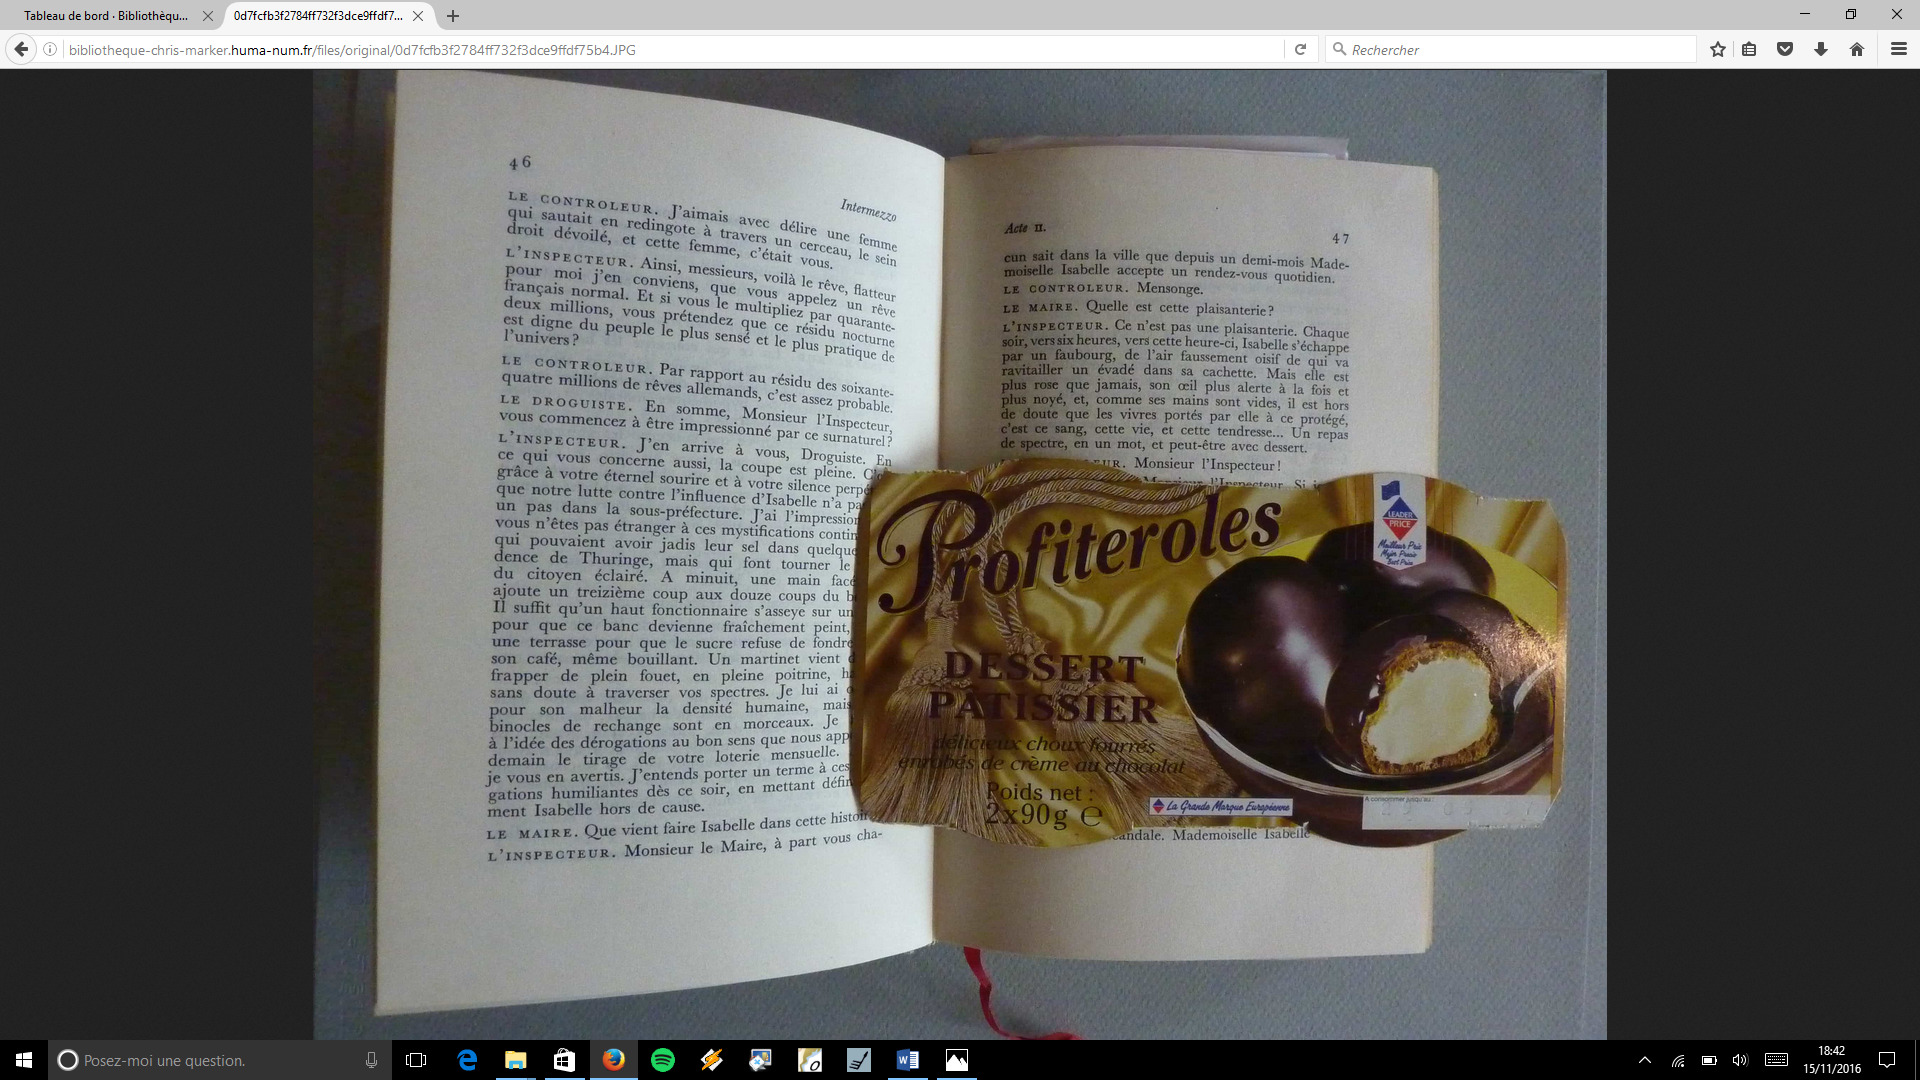 Tableau de bord · Bibliothèqu...
0d7fcfb3f2784ff732f3dce9ffdf7...
bibliotheque-chris-marker.huma-num.fr/files/original/0d7fcfb3f2784ff732f3dce9ffdf75b4.JPG
Rechercher
46
Intermezzo
LE CONTROLEUR. J'aimais avec délire une femme
qui sautait en redingote à travers un cerceau, le sein
droit dévoilé, et cette femme, c'était vous.
L'INSPECTEUR. Ainsi, messieurs, voilà le rêve, flatteur
pour moi j'en conviens, que vous appelez un rêve
français normal. Et si vous le multipliez par quarante-
deux millions, vous prétendez que ce résidu nocturne
est digne du peuple le plus sensé et le plus pratique de
l'univers?
LE CONTROLEUR. Par rapport au résidu des soixante-
quatre millions de rêves allemands, c'est assez probable.
LE DROGUISTE. En somme, Monsieur l'Inspecteur,
vous commencez à être impressionné par ce surnaturel?
L'INSPECTEUR. J'en arrive à vous, Droguiste. En
ce qui vous concerne aussi, la coupe est pleine.
grâce à votre éternel sourire et à votre silence
que notre lutte contre l'influence d'Isabelle n'a
un pas dans la sous-préfecture. J'ai l'impression
vous n'êtes pas étranger à ces mystifications
qui pouvaient avoir jadis leur sel dans quelque
dence de Thuringe, mais qui font tourner le
du citoyen éclairé. A minuit, une main
ajoute un treizième coup aux douze coups du
Il suffit qu'un haut fonctionnaire s'asseye sur un
pour que ce banc devienne fraîchement peint,
une terrasse pour que le sucre refuse de fondre
son café, même bouillant. Un martinet vient
frapper de plein fouet, en pleine poitrine,
sans doute à traverser vos spectres. Je lui ai
pour son malheur la densité humaine, mais
binocles de rechange sont en morceaux. Je
à l'idée des dérogations au bon sens que nous
demain le tirage de votre loterie mensuelle.
je vous en avertis. J'entends porter un terme à ces
gations humiliantes dès ce soir, en mettant
ment Isabelle hors de cause.
LE MAIRE. Que vient faire Isabelle dans cette
L'INSPECTEUR. Monsieur le Maire, à part vous cha-
Acte II.
47
cun sait dans la ville que depuis un demi-mois Made-
moiselle Isabelle accepte un rendez-vous quotidien.
LE CONTROLEUR. Mensonge.
LE MAIRE. Quelle est cette plaisanterie?
L'INSPECTEUR. Ce n'est pas une plaisanterie. Chaque
soir, vers six heures, vers cette heure-ci, Isabelle s'échappe
par un faubourg, de l'air faussement oisif de qui va
ravitailler un évadé dans sa cachette. Mais elle est
plus rose que jamais, son œil plus alerte à la fois et
plus noyé, et, comme ses mains sont vides, il est hors
de doute que les vivres portés par elle à ce protégé,
c'est ce sang, cette vie, et cette tendresse... Un repas
de spectre, en un mot, et peut-être avec dessert.
Monsieur l'Inspecteur!
Monsieur l'Inspecteur. Si
Mademoiselle Isabelle
Profiteroles
DESSERT
PATISSIER
délicieux choux fourrés
enrobés de crème au chocolat
Poids net :
2x90g ℮
LEADER
PRICE
Meilleur Prix
Best Price
La Grande Marque Européenne
A consommer jusqu'au :
Posez-moi une question.
18:42
15/11/2016